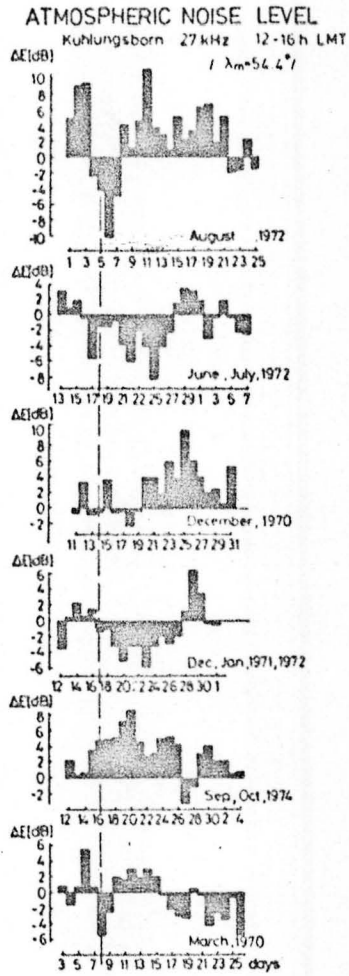 ATMOSPHERIC NOISE LEVEL
Kühlungsborn 27 kHz 12-16 h LMT
/ λm=54.4°/
ΔE[dB]
10
8
6
4
2
0
-2
-4
-6
-8
-10
August ,1972
1 3 5 7 9 11 13 15 17 19 21 23 25
ΔE[dB]
4
2
0
-2
-4
-6
-8
June, July, 1972
13 15 17 19 21 23 25 27 29 1 3 5 7
ΔE[dB]
10
8
6
4
2
0
-2
December, 1970
11 13 15 17 19 21 23 25 27 29 31
ΔE[dB]
6
4
2
0
-2
-4
-6
Dec, Jan, 1971, 1972
12 14 16 18 20 22 24 26 28 30 1
ΔE[dB]
8
6
4
2
0
-2
Sep, Oct, 1974
12 14 16 18 20 22 24 26 28 30 2 4
ΔE[dB]
6
4
2
0
-2
-4
-6
March, 1970
3 5 7 9 11 13 15 17 19 21 23 25 days